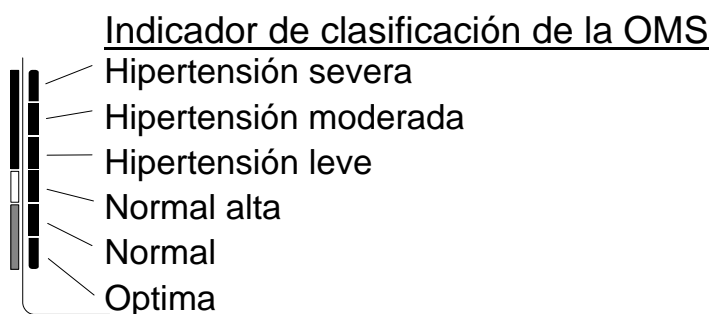 Indicador de clasificación de la OMS
Hipertensión severa
Hipertensión moderada
Hipertensión leve
Normal alta
Normal
Optima